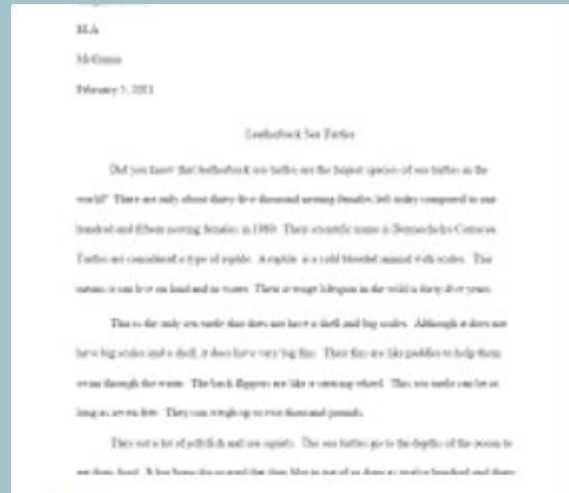 February 5, 2001
Leatherback Sea Turtles
Did you know that leatherback sea turtles are the largest species of sea turtles in the
world? There are only about thirty five thousand nesting females left today compared to one
hundred and fifteen nesting females in 1980. Their scientific name is Dermochelys Coriacea.
Turtles are considered a type of reptile. A reptile is a cold blooded animal with scales. This
means it can live on land and in water. Their average lifespan in the wild is thirty five years.
This is the only sea turtle that does not have a shell and big scales. Although it does not
have big scales and a shell, it does have very big fins. Their fins are like paddles to help them
swim through the water. The back flippers are like a steering wheel. This sea turtle can be as
long as seven feet. They can weigh up to two thousand pounds.
They eat a lot of jellyfish and sea squirts. The sea turtles go to the depths of the ocean to